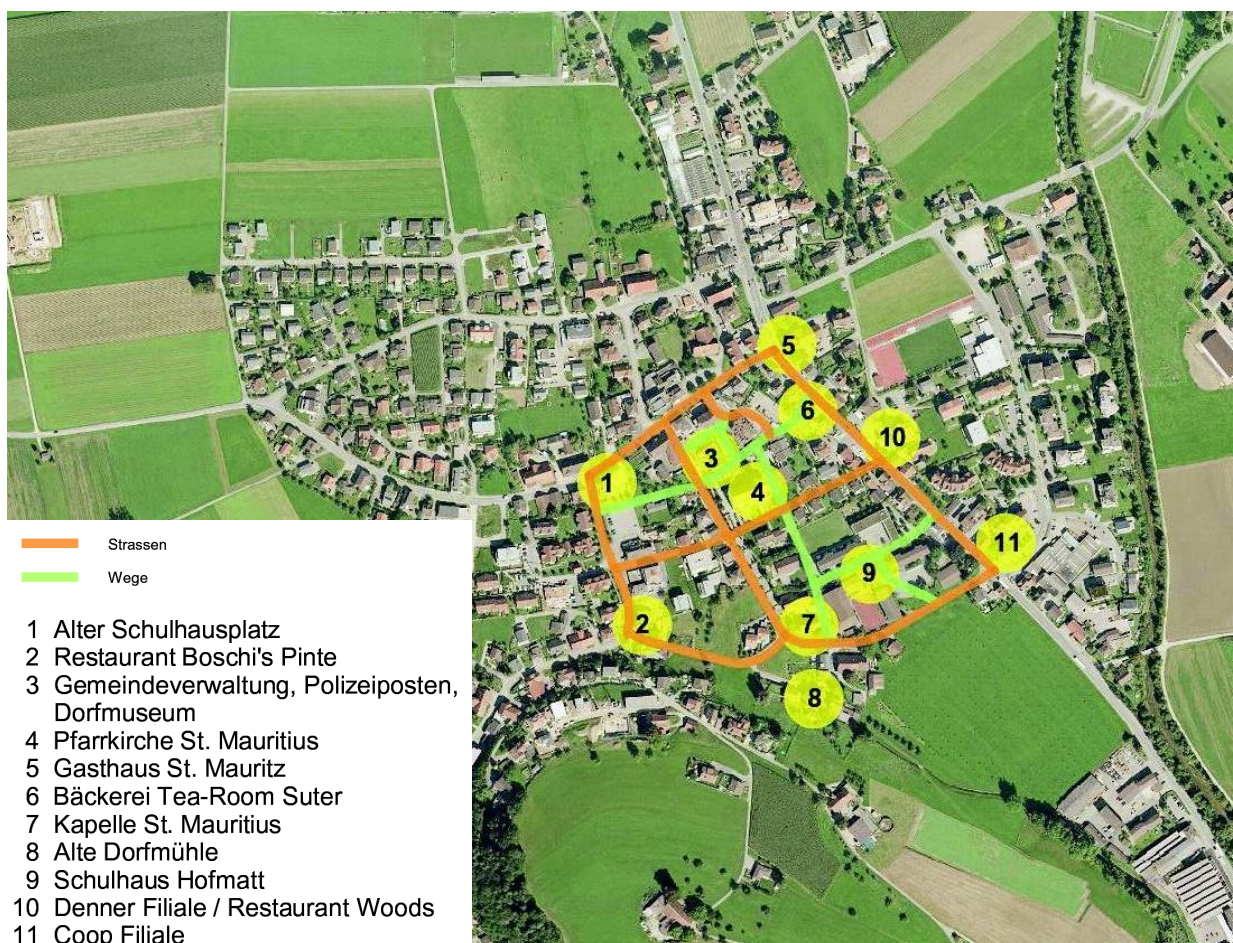 5
6
10
3
1
4
11
9
2
7
8
Strassen
Wege
1 Alter Schulhausplatz
2 Restaurant Boschi's Pinte
3 Gemeindeverwaltung, Polizeiposten,
Dorfmuseum
4 Pfarrkirche St. Mauritius
5 Gasthaus St. Mauritz
6 Bäckerei Tea-Room Suter
7 Kapelle St. Mauritius
8 Alte Dorfmühle
9 Schulhaus Hofmatt
10 Denner Filiale / Restaurant Woods
11 Coop Filiale